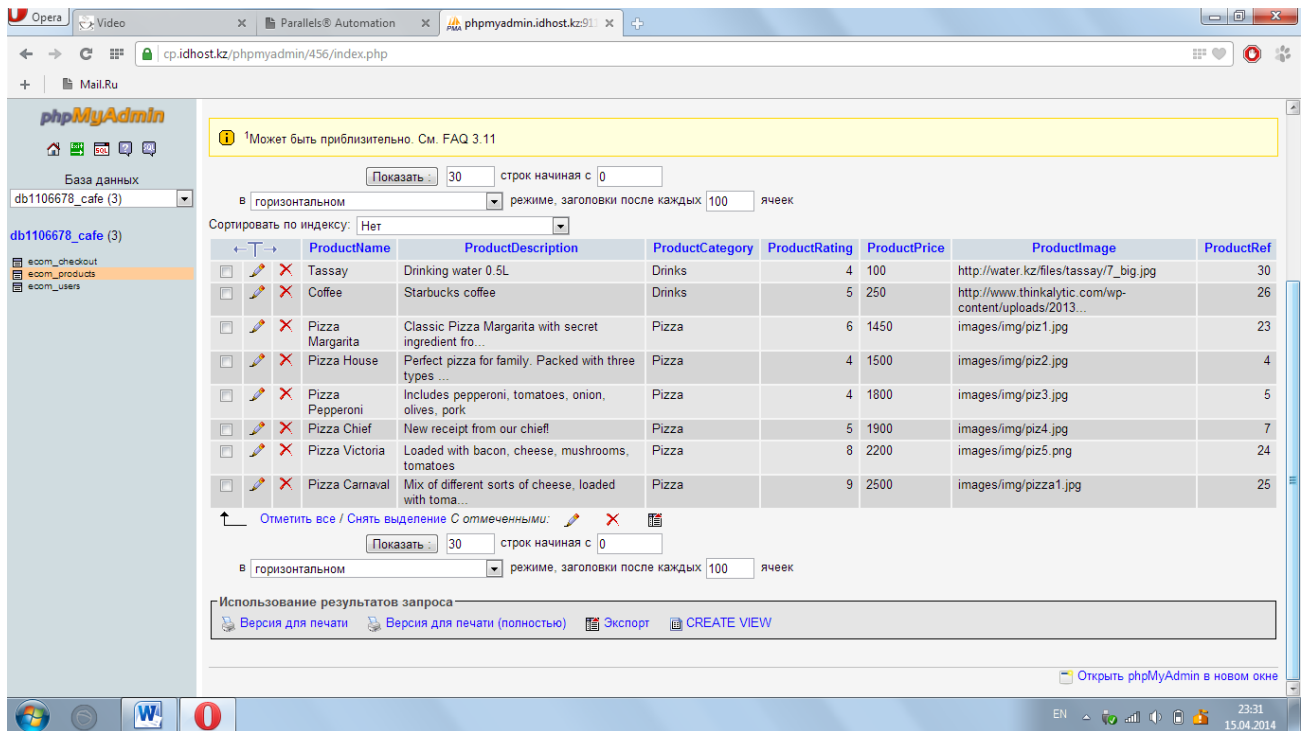 Opera
Video
Parallels® Automation
phpmyadmin.idhost.kz:91
cp.idhost.kz/phpmyadmin/456/index.php
Mail.Ru
phpMyAdmin
База данных
db1106678_cafe (3)
db1106678_cafe (3)
ecom_checkout
ecom_products
ecom_users
¹Может быть приблизительно. См. FAQ 3.11
Показать : 30 строк начиная с 0
в горизонтальном режиме, заголовки после каждых 100 ячеек
Сортировать по индексу: Нет
ProductName ProductDescription ProductCategory ProductRating ProductPrice ProductImage ProductRef
Tassay Drinking water 0.5L Drinks 4 100 http://water.kz/files/tassay/7_big.jpg 30
Coffee Starbucks coffee Drinks 5 250 http://www.thinkalytic.com/wp- 26
content/uploads/2013...
Pizza Classic Pizza Margarita with secret Pizza 6 1450 images/img/piz1.jpg 23
Margarita ingredient fro...
Pizza House Perfect pizza for family. Packed with three Pizza 4 1500 images/img/piz2.jpg 4
types ...
Pizza Includes pepperoni, tomatoes, onion, Pizza 4 1800 images/img/piz3.jpg 5
Pepperoni olives, pork
Pizza Chief New receipt from our chief! Pizza 5 1900 images/img/piz4.jpg 7
Pizza Victoria Loaded with bacon, cheese, mushrooms, Pizza 8 2200 images/img/piz5.png 24
tomatoes
Pizza Carnaval Mix of different sorts of cheese, loaded Pizza 9 2500 images/img/pizza1.jpg 25
with toma...
Отметить все / Снять выделение С отмеченными:
Показать : 30 строк начиная с 0
в горизонтальном режиме, заголовки после каждых 100 ячеек
Использование результатов запроса
Версия для печати Версия для печати (полностью) Экспорт CREATE VIEW
Открыть phpMyAdmin в новом окне
EN 23:31
15.04.2014